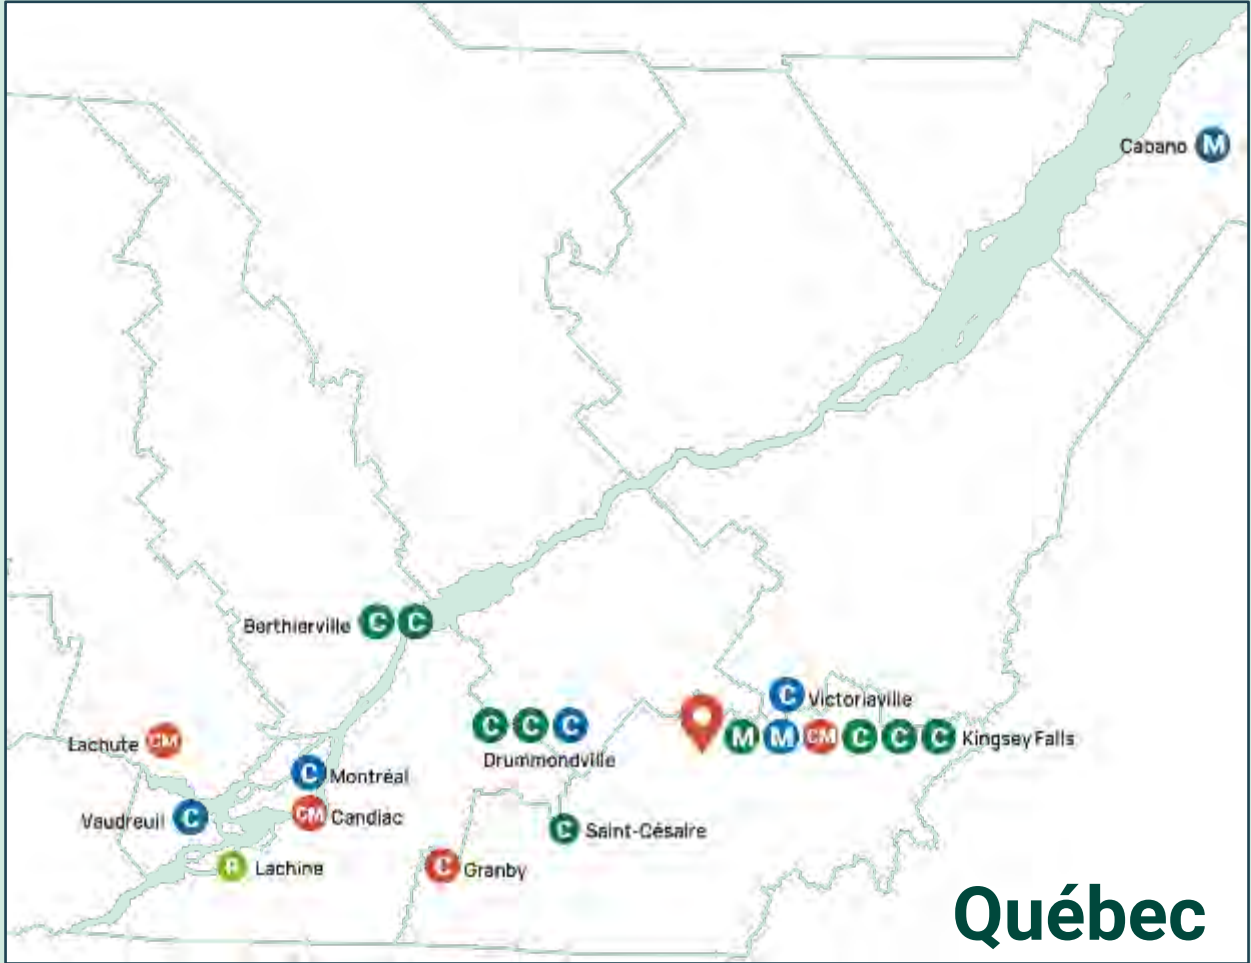 Cabano M
Berthierville C C
C Victoriaville
M M CM C C C Kingsey Falls
C C C
Drummondville
Lachute CM
C Montréal
Vaudreuil C
CM Candiac
C Saint-Césaire
R Lachine
C Granby
Québec